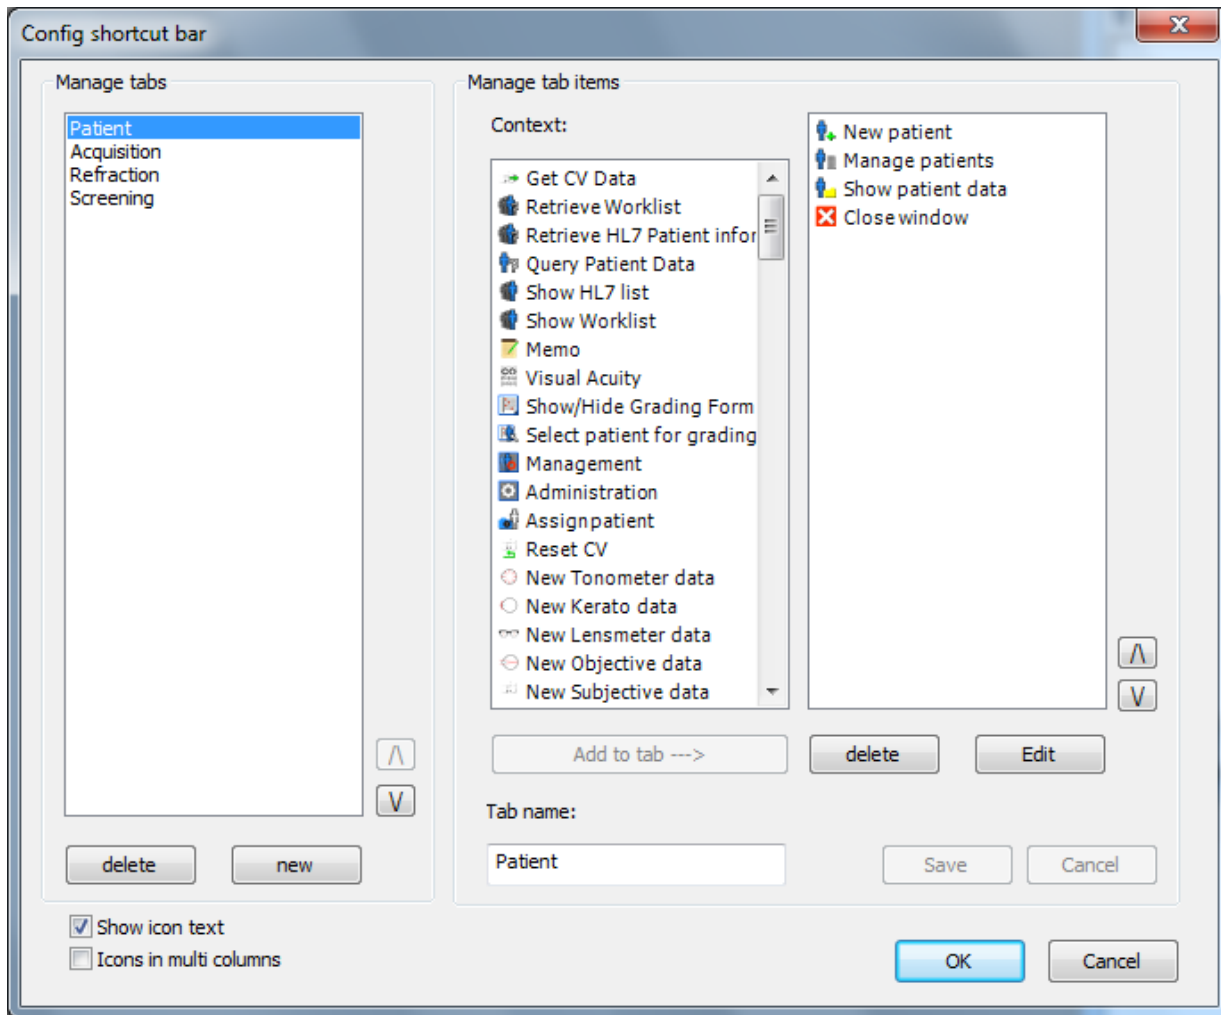 Config shortcut bar
Manage tabs
Patient
Acquisition
Refraction
Screening
/\
\/
delete
new
Manage tab items
Context:
Get CV Data
Retrieve Worklist
Retrieve HL7 Patient infor
Query Patient Data
Show HL7 list
Show Worklist
Memo
Visual Acuity
Show/Hide Grading Form
Select patient for grading
Management
Administration
Assignpatient
Reset CV
New Tonometer data
New Kerato data
New Lensmeter data
New Objective data
New Subjective data
New patient
Manage patients
Show patient data
Close window
/\
\/
Add to tab --->
delete
Edit
Tab name:
Patient
Save
Cancel
Show icon text
Icons in multi columns
OK
Cancel